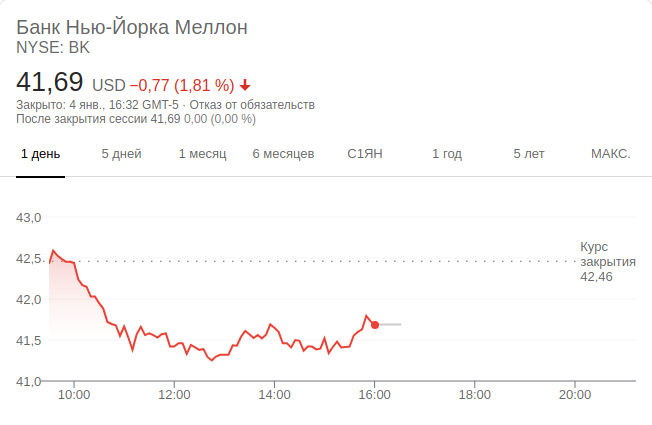 Банк Нью-Йорка Меллон
NYSE: BK
41,69 USD −0,77 (1,81 %)
Закрыто: 4 янв., 16:32 GMT-5 · Отказ от обязательств
После закрытия сессии 41,69 0,00 (0,00 %)
1 день 5 дней 1 месяц 6 месяцев С1ЯН 1 год 5 лет МАКС.
43,0
42,5
42,0
41,5
41,0
Курс
закрытия
42,46
10:00 12:00 14:00 16:00 18:00 20:00